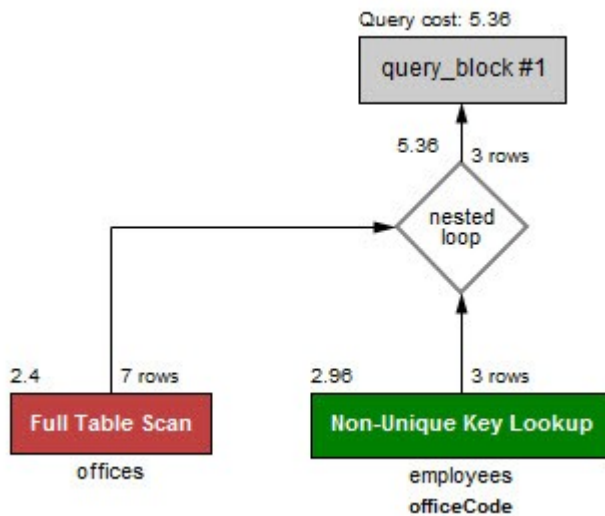 Query cost: 5.36
query_block #1
5.36
3 rows
nested
loop
2.4
7 rows
2.96
3 rows
Full Table Scan
Non-Unique Key Lookup
offices
employees
officeCode